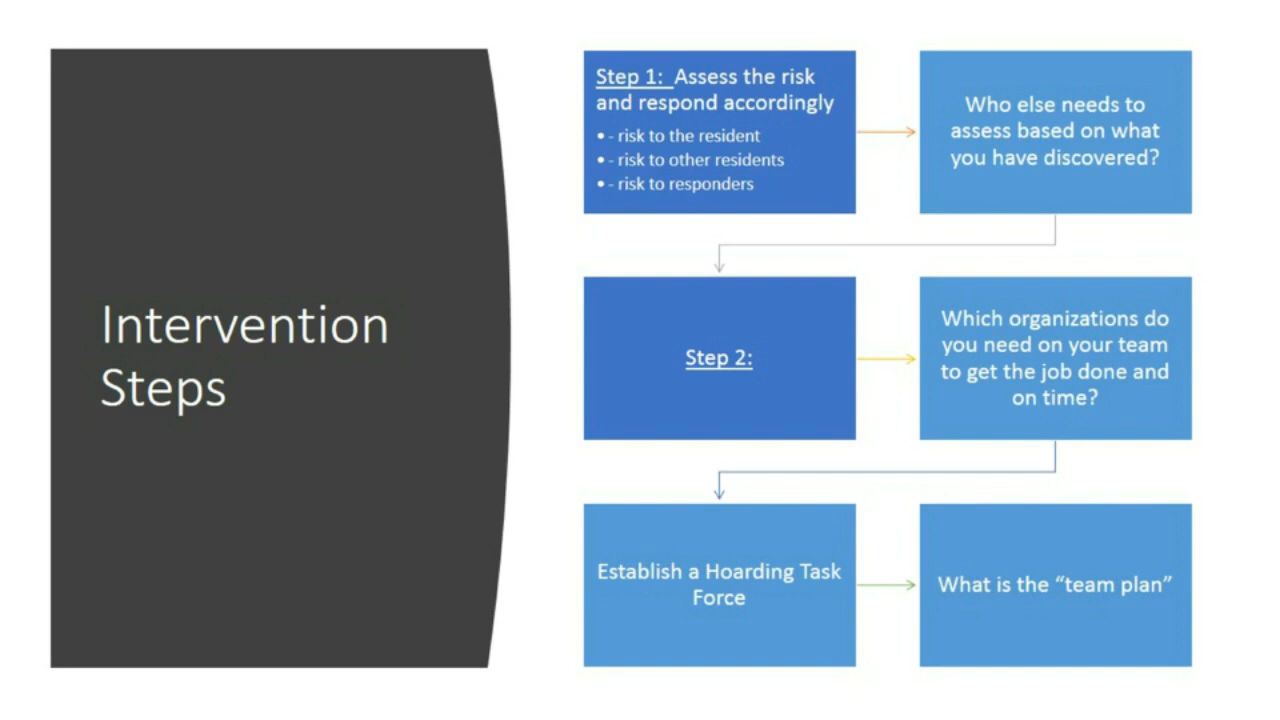 Intervention
Steps
Step 1: Assess the risk
and respond accordingly
• - risk to the resident
• - risk to other residents
• - risk to responders
Who else needs to
assess based on what
you have discovered?
Step 2:
Which organizations do
you need on your team
to get the job done and
on time?
Establish a Hoarding Task
Force
What is the “team plan”